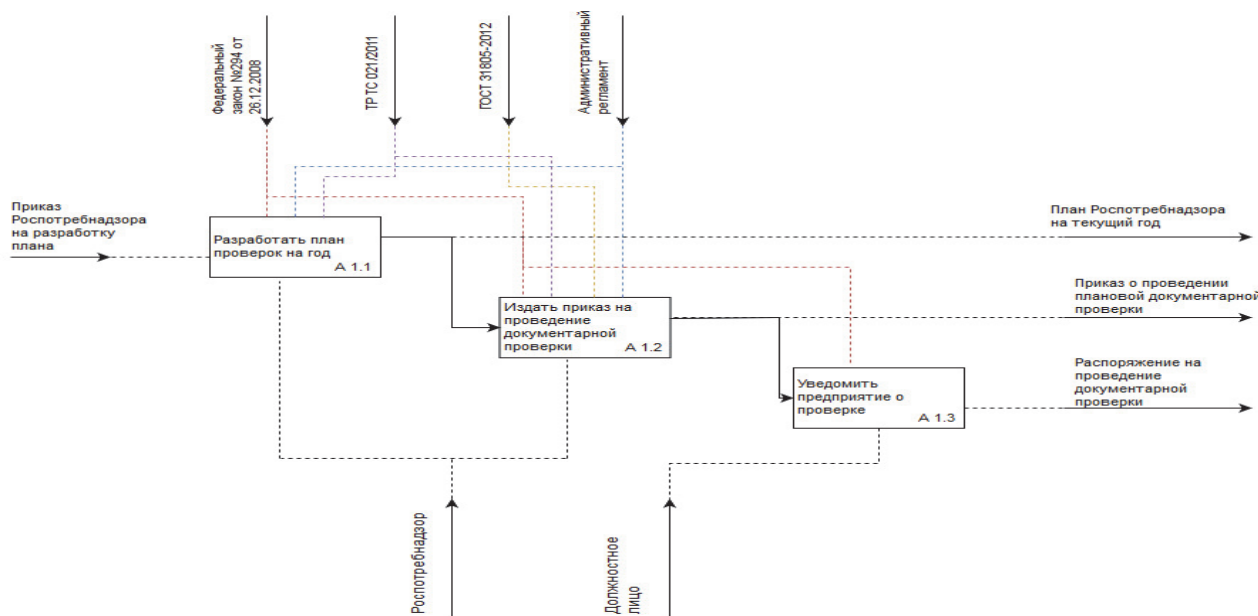 Федеральный
закон №294 от
26.12.2008
ТР ТС 021/2011
ГОСТ 31805-2012
Административный
регламент
Приказ
Роспотребнадзора
на разработку
плана
Разработать план
проверок на год
А 1.1
План Роспотребнадзора
на текущий год
Издать приказ на
проведение
документарной
проверки
А 1.2
Приказ о проведении
плановой документарной
проверки
Уведомить
предприятие о
проверке
А 1.3
Распоряжение на
проведение
документарной
проверки
Роспотребнадзор
Должностное
лицо